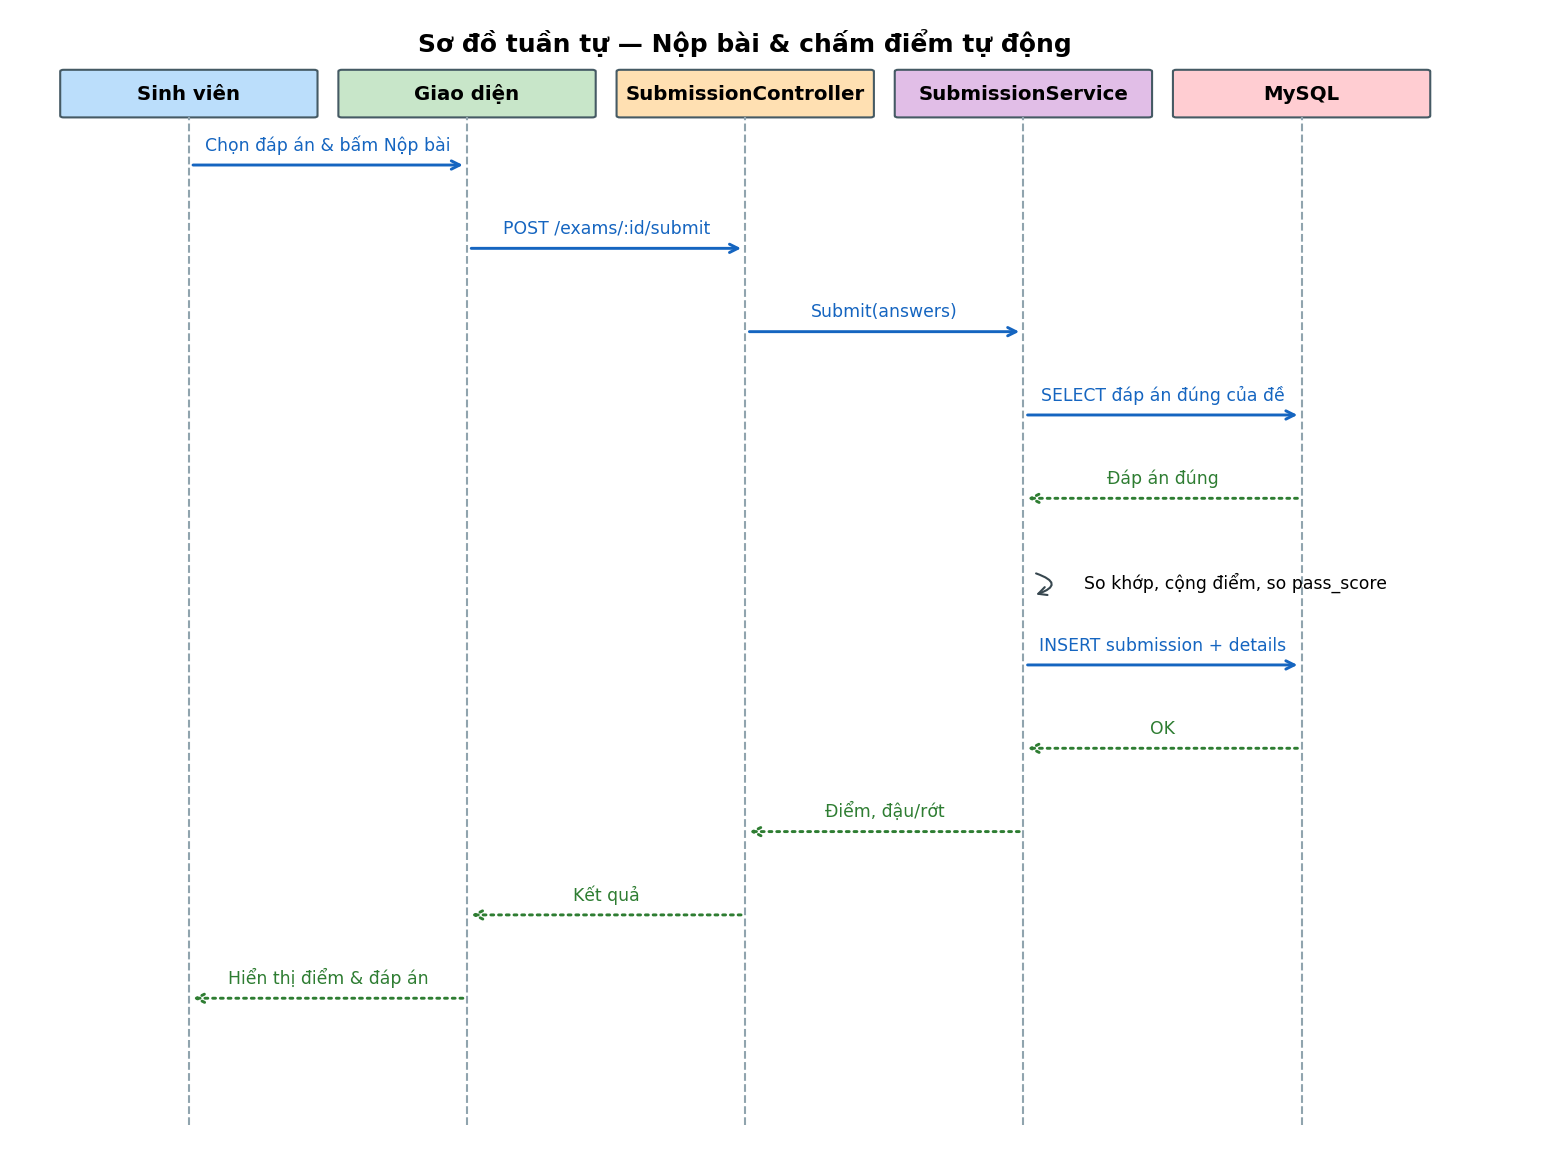 Sơ đồ tuần tự — Nộp bài & chấm điểm tự động
Sinh viên
Giao diện
SubmissionController
SubmissionService
MySQL
Chọn đáp án & bấm Nộp bài
POST /exams/:id/submit
Submit(answers)
SELECT đáp án đúng của đề
Đáp án đúng
So khớp, cộng điểm, so pass_score
INSERT submission + details
OK
Điểm, đậu/rớt
Kết quả
Hiển thị điểm & đáp án